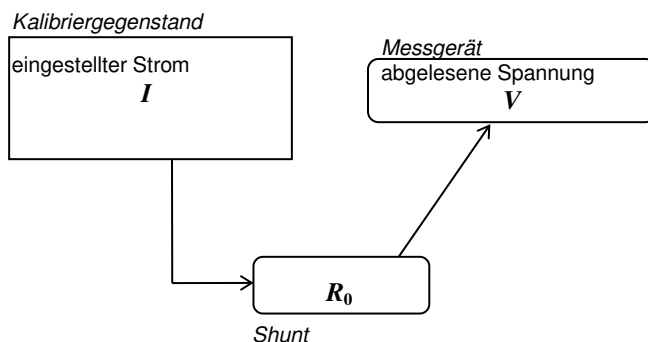 Kalibriergegenstand
eingestellter Strom
I
Messgerät
abgelesene Spannung
V
R₀
Shunt